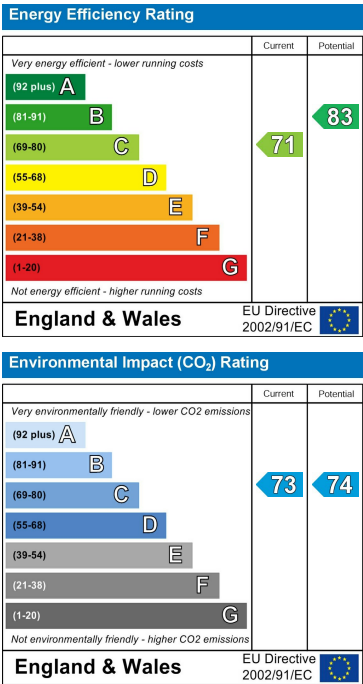 Energy Efficiency Rating
Current Potential
Very energy efficient - lower running costs
(92 plus) A
(81-91) B 83
(69-80) C 71
(55-68) D
(39-54) E
(21-38) F
(1-20) G
Not energy efficient - higher running costs
England & Wales EU Directive
2002/91/EC
Environmental Impact (CO₂) Rating
Current Potential
Very environmentally friendly - lower CO2 emissions
(92 plus) A
(81-91) B
(69-80) C 73 74
(55-68) D
(39-54) E
(21-38) F
(1-20) G
Not environmentally friendly - higher CO2 emissions
England & Wales EU Directive
2002/91/EC